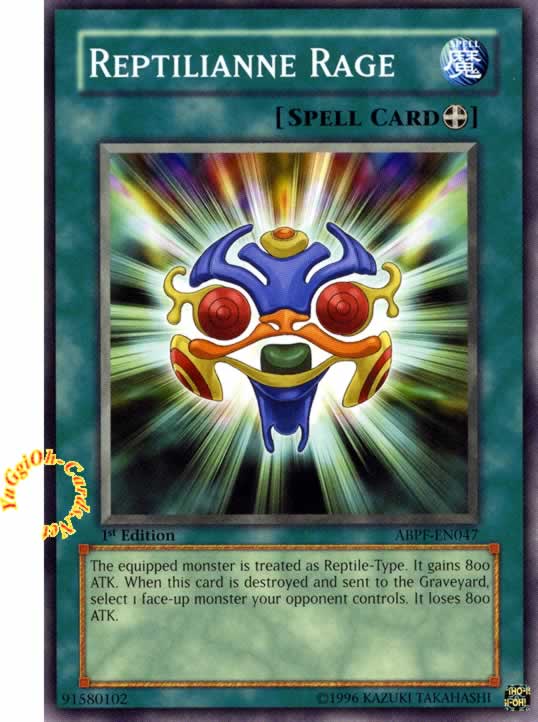 REPTILIANNE RAGE
SPELL
魔
[SPELL CARD]
YuGgiOh-Cards.Net
1st Edition
ABPF-EN047
The equipped monster is treated as Reptile-Type. It gains 800
ATK. When this card is destroyed and sent to the Graveyard,
select 1 face-up monster your opponent controls. It loses 800
ATK.
91580102
©1996 KAZUKI TAKAHASHI